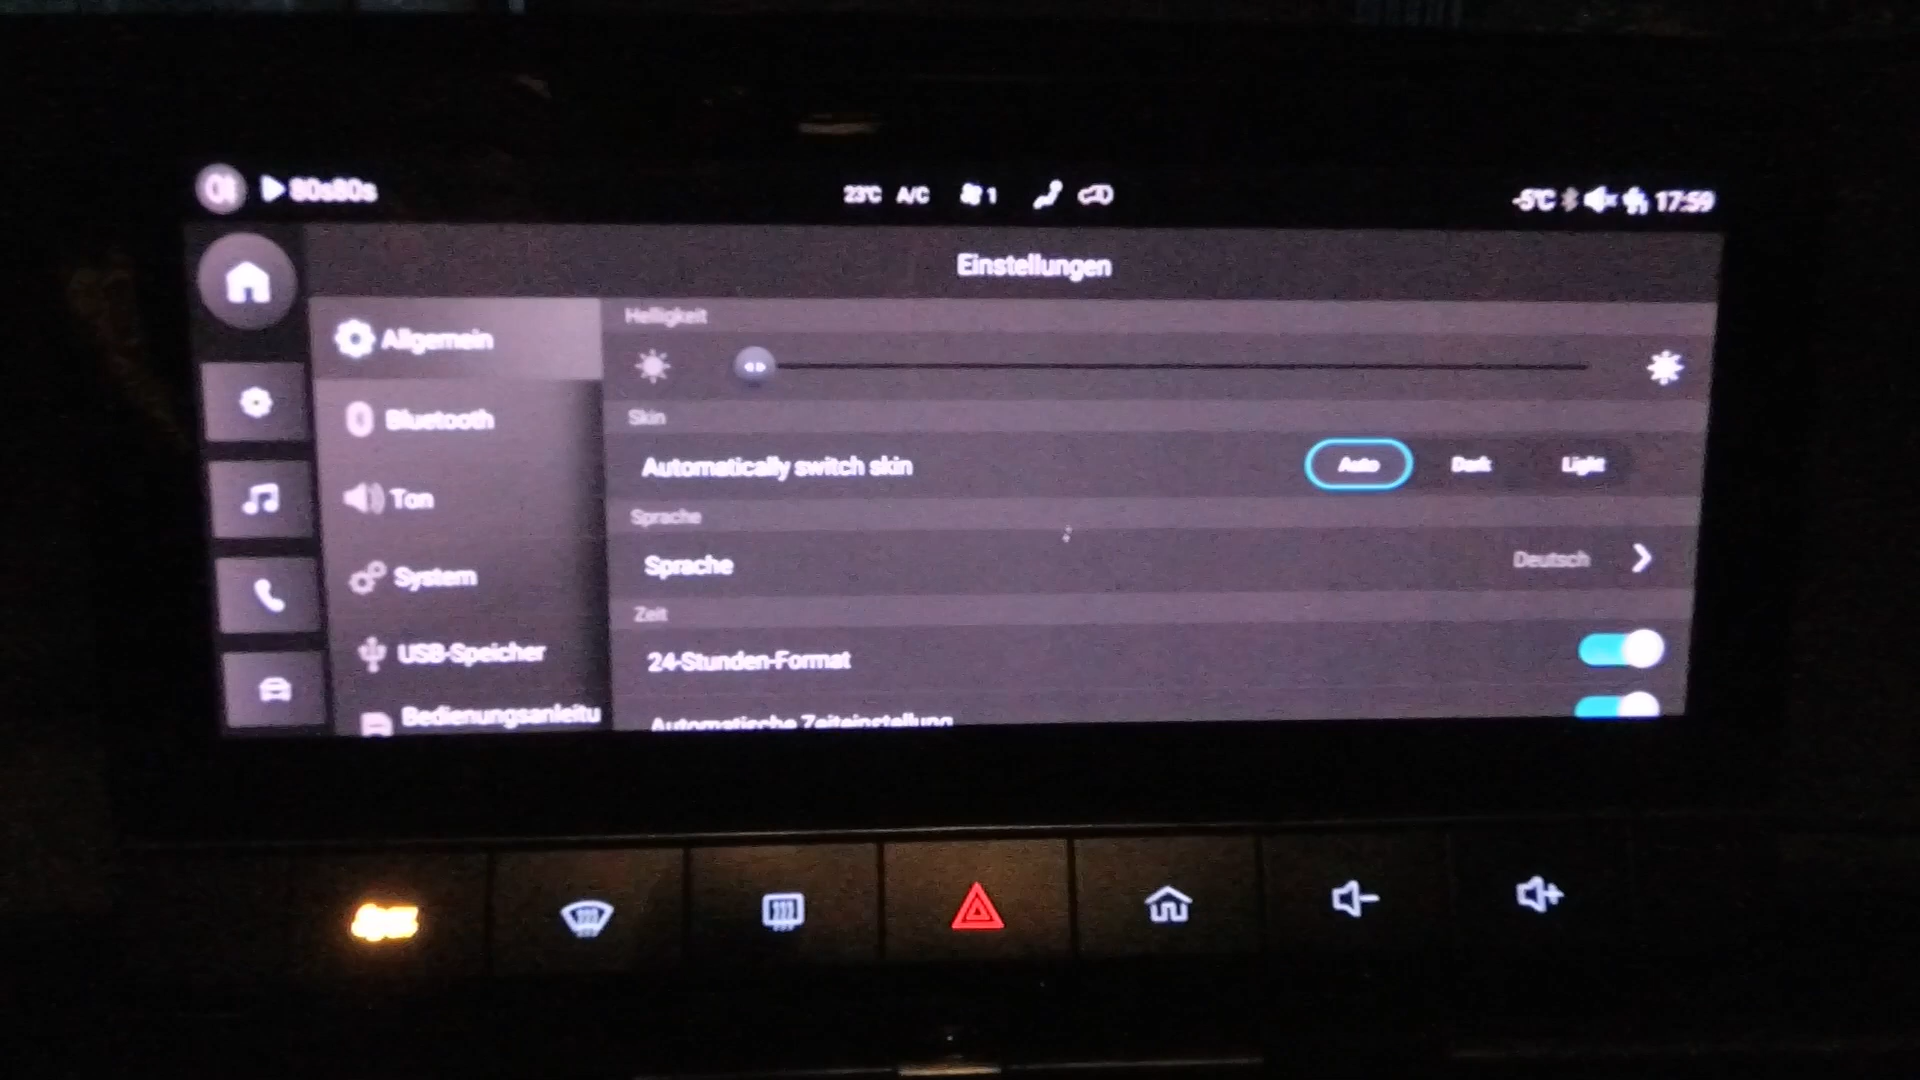 80s80s
23°C A/C 1
-5°C 17:59
Einstellungen
Allgemein
Bluetooth
Ton
System
USB-Speicher
Bedienungsanleitu
Helligkeit
Skin
Automatically switch skin Auto Dark Light
Sprache
Sprache Deutsch
Zeit
24-Stunden-Format
Automatische Zeiteinstellung